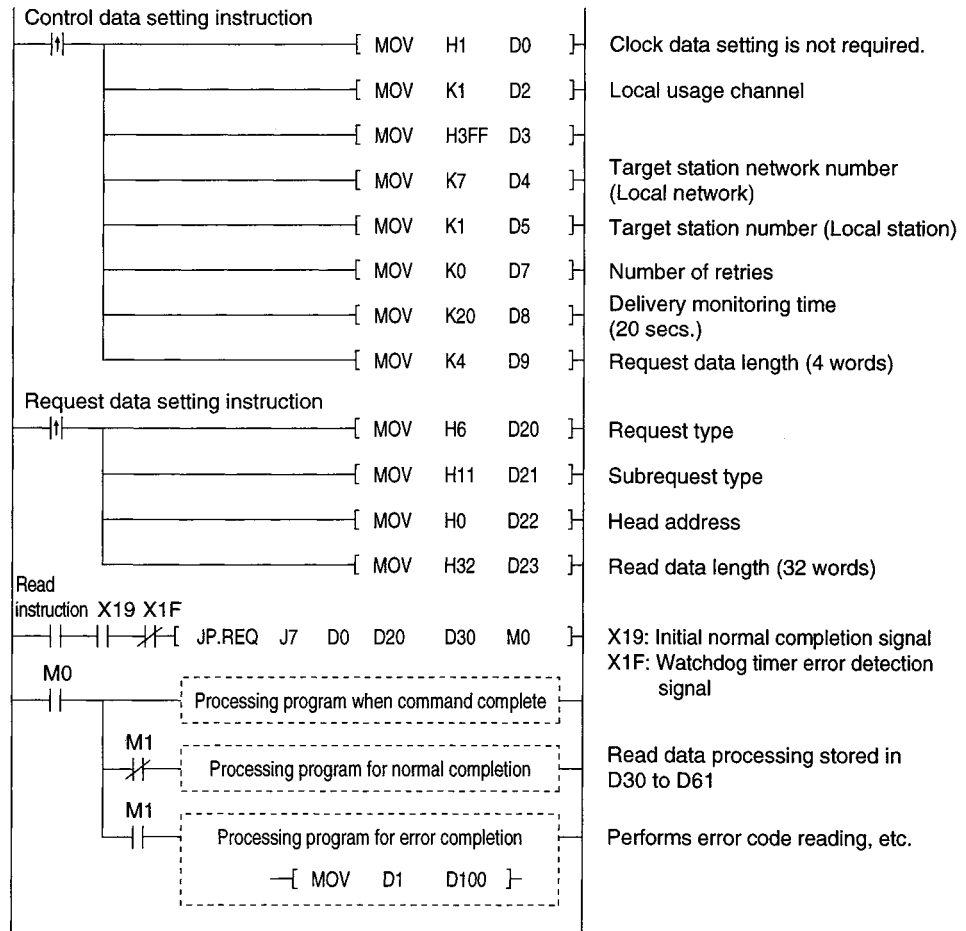 Control data setting instruction
MOV H1 D0 Clock data setting is not required.
MOV K1 D2 Local usage channel
MOV H3FF D3
MOV K7 D4 Target station network number
(Local network)
MOV K1 D5 Target station number (Local station)
MOV K0 D7 Number of retries
MOV K20 D8 Delivery monitoring time
(20 secs.)
MOV K4 D9 Request data length (4 words)
Request data setting instruction
MOV H6 D20 Request type
MOV H11 D21 Subrequest type
MOV H0 D22 Head address
MOV H32 D23 Read data length (32 words)
Read
instruction X19 X1F
JP.REQ J7 D0 D20 D30 M0 X19: Initial normal completion signal
X1F: Watchdog timer error detection
signal
M0
Processing program when command complete
M1
Processing program for normal completion Read data processing stored in
D30 to D61
M1
Processing program for error completion Performs error code reading, etc.
MOV D1 D100